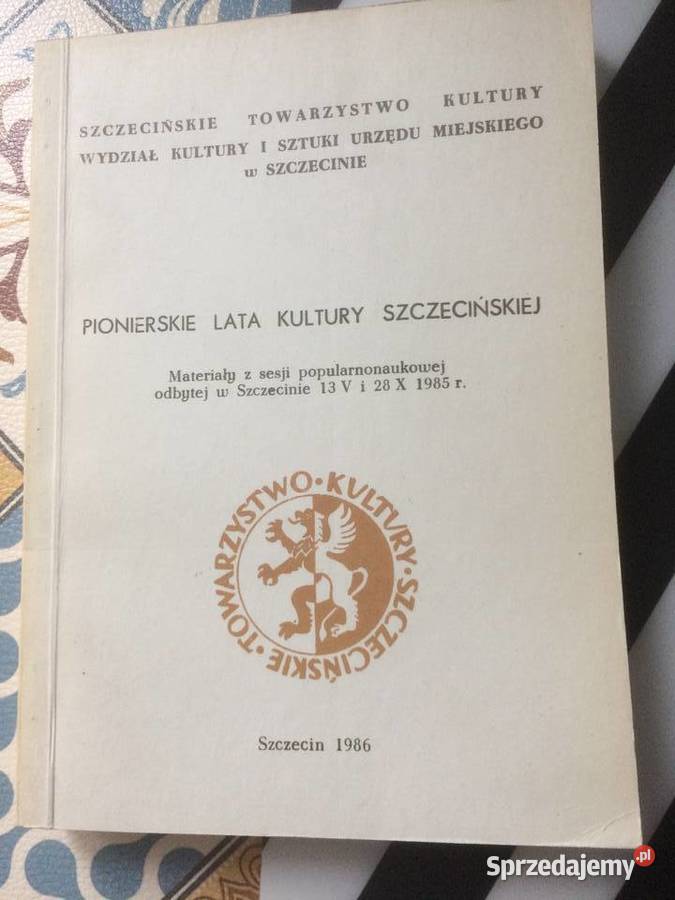 SZCZECIŃSKIE TOWARZYSTWO KULTURY
WYDZIAŁ KULTURY I SZTUKI URZĘDU MIEJSKIEGO
w SZCZECINIE
PIONIERSKIE LATA KULTURY SZCZECIŃSKIEJ
Materiały z sesji popularnonaukowej
odbytej w Szczecinie 13 V i 28 X 1985 r.
TOWARZYSTWO · KULTURY · SZCZECIŃSKIE ·
Szczecin 1986
Sprzedajemy.pl